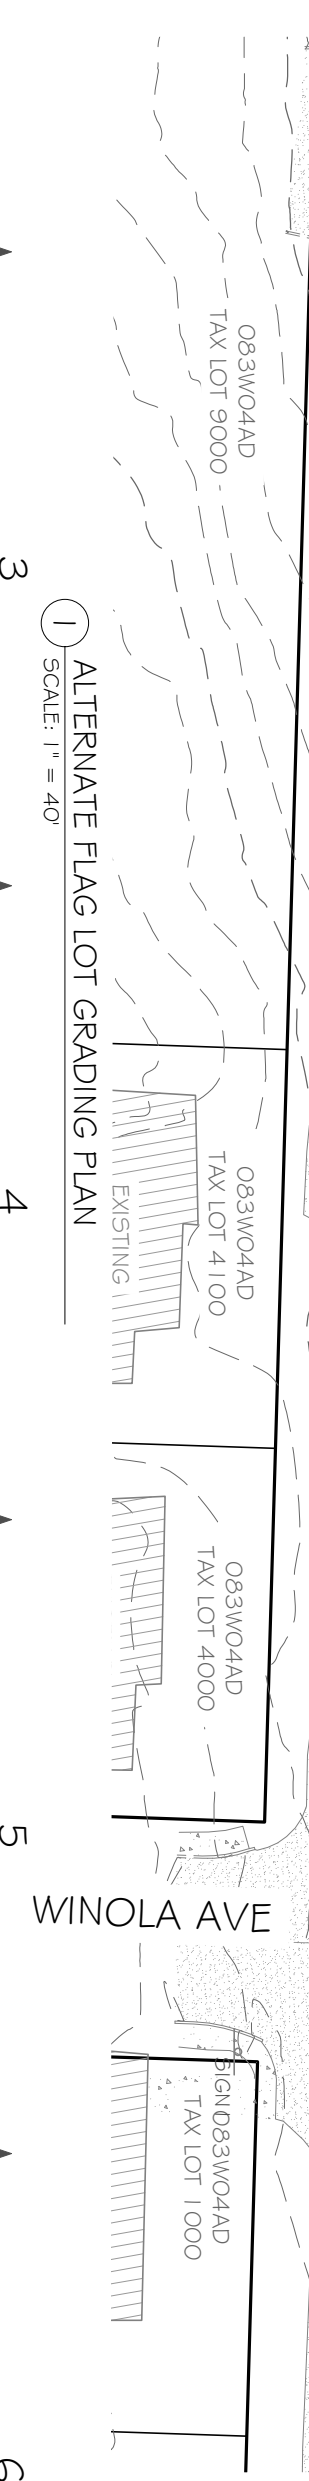 083W04AD
TAX LOT 9000
3
1
ALTERNATE FLAG LOT GRADING PLAN
SCALE: 1" = 40'
083W04AD
TAX LOT 4100
EXISTING
4
083W04AD
TAX LOT 4000
5
WINOLA AVE
SIGN
083W04AD
TAX LOT 1000
6